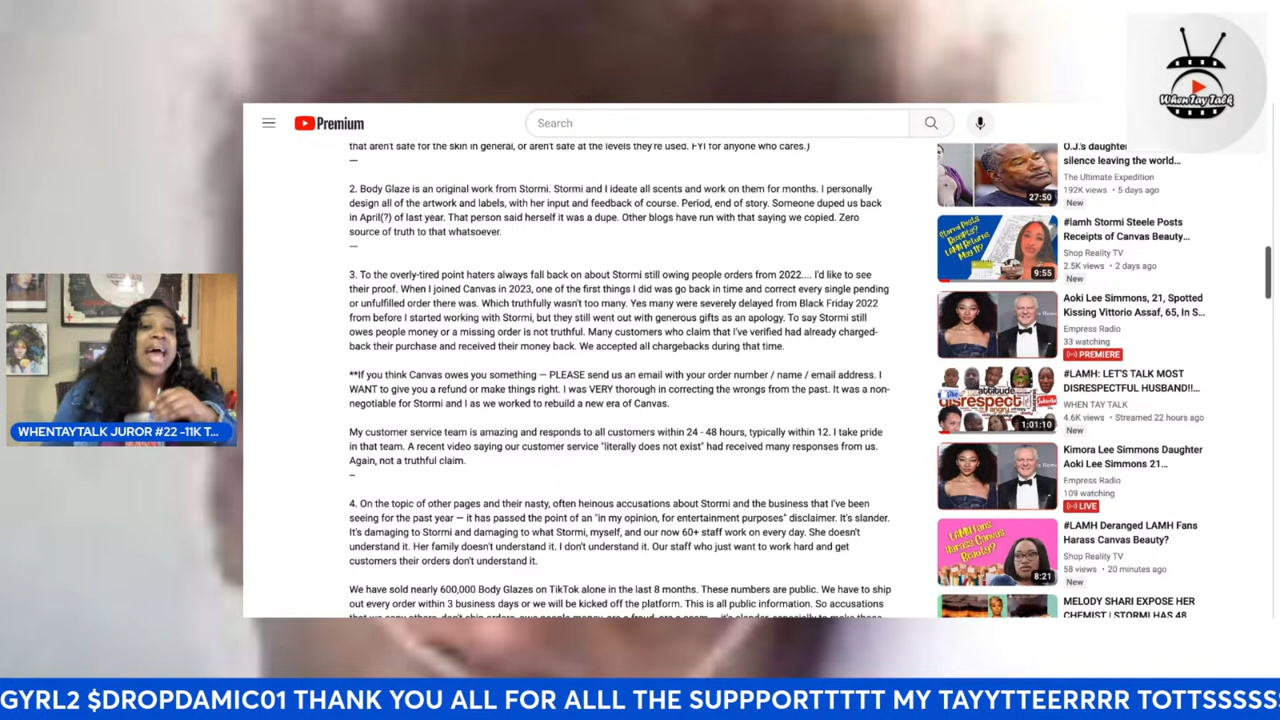 WhenTayTalk
Premium
Search
that aren't safe for the skin in general, or aren't safe at the levels they're used. FYI for anyone who cares.)
—
2. Body Glaze is an original work from Stormi. Stormi and I ideate all scents and work on them for months. I personally
design all of the artwork and labels, with her input and feedback of course. Period, end of story. Someone duped us back
in April(?) of last year. That person said herself it was a dupe. Other blogs have run with that saying we copied. Zero
source of truth to that whatsoever.
—
3. To the overly-tired point haters always fall back on about Stormi still owing people orders from 2022.... I'd like to see
their proof. When I joined Canvas in 2023, one of the first things I did was go back in time and correct every single pending
or unfulfilled order there was. Which truthfully wasn't too many. Yes many were severely delayed from Black Friday 2022
from before I started working with Stormi, but they still went out with generous gifts as an apology. To say Stormi still
owes people money or a missing order is not truthful. Many customers who claim that I've verified had already charged-
back their purchase and received their money back. We accepted all chargebacks during that time.
**If you think Canvas owes you something — PLEASE send us an email with your order number / name / email address. I
WANT to give you a refund or make things right. I was VERY thorough in correcting the wrongs from the past. It was a non-
negotiable for Stormi and I as we worked to rebuild a new era of Canvas.
My customer service team is amazing and responds to all customers within 24 - 48 hours, typically within 12. I take pride
in that team. A recent video saying our customer service "literally does not exist" had received many responses from us.
Again, not a truthful claim.
–
4. On the topic of other pages and their nasty, often heinous accusations about Stormi and the business that I've been
seeing for the past year — it has passed the point of an "in my opinion, for entertainment purposes" disclaimer. It's slander.
It's damaging to Stormi and damaging to what Stormi, myself, and our now 60+ staff work on every day. She doesn't
understand it. Her family doesn't understand it. I don't understand it. Our staff who just want to work hard and get
customers their orders don't understand it.
We have sold nearly 600,000 Body Glazes on TikTok alone in the last 8 months. These numbers are public. We have to ship
out every order within 3 business days or we will be kicked off the platform. This is all public information. So accusations
O.J.'s daughter
silence leaving the world...
The Ultimate Expedition
192K views • 5 days ago
New
27:50
#lamh Stormi Steele Posts
Receipts of Canvas Beauty...
Shop Reality TV
2.5K views • 2 days ago
New
9:55
Aoki Lee Simmons, 21, Spotted
Kissing Vittorio Assaf, 65, In S...
Empress Radio
33 watching
PREMIERE
#LAMH: LET'S TALK MOST
DISRESPECTFUL HUSBAND!!...
WHEN TAY TALK
4.6K views • Streamed 22 hours ago
New
attitude
disrespect
1:01:10
Kimora Lee Simmons Daughter
Aoki Lee Simmons 21...
Empress Radio
109 watching
LIVE
#LAMH Deranged LAMH Fans
Harass Canvas Beauty?
Shop Reality TV
58 views • 20 minutes ago
New
LAMH Fans
Harass Canvas
Beauty?
8:21
MELODY SHARI EXPOSE HER
CHEMIST | STORMI HAS 48
WHENTAYTALK JUROR #22 -11K T...
GYRL2 $DROPDAMIC01 THANK YOU ALL FOR ALLL THE SUPPPORTTTTT MY TAYYTTEERRRR TOTTSSSSS